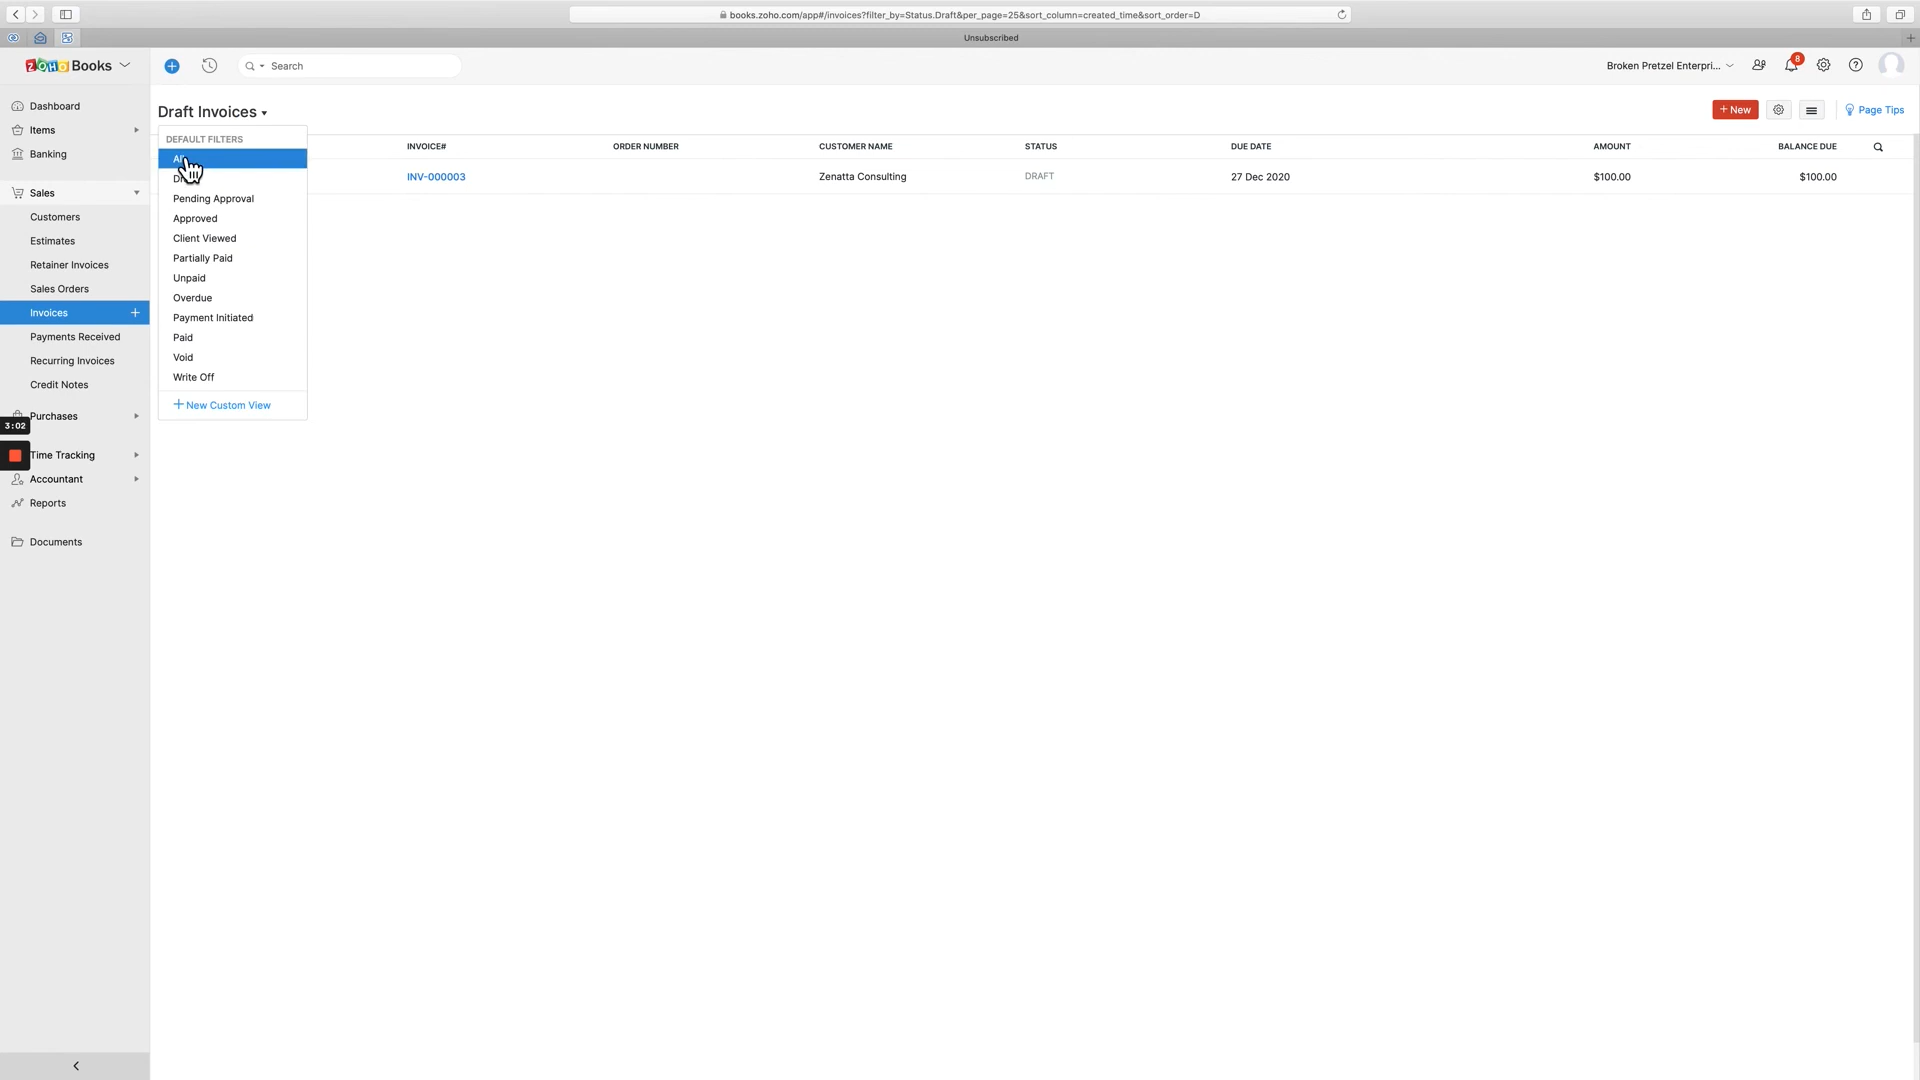 books.zoho.com/app#/invoices?filter_by=Status.Draft&per_page=25&sort_column=created_time&sort_order=D
Unsubscribed
ZOHO Books
Search
Broken Pretzel Enterpri...
8
Dashboard
Items
Banking
Sales
Customers
Estimates
Retainer Invoices
Sales Orders
Invoices
Payments Received
Recurring Invoices
Credit Notes
Purchases
3:02
Time Tracking
Accountant
Reports
Documents
Draft Invoices
+ New
Page Tips
DEFAULT FILTERS
Pending Approval
Approved
Client Viewed
Partially Paid
Unpaid
Overdue
Payment Initiated
Paid
Void
Write Off
+ New Custom View
INVOICE# ORDER NUMBER CUSTOMER NAME STATUS DUE DATE AMOUNT BALANCE DUE
INV-000003 Zenatta Consulting DRAFT 27 Dec 2020 $100.00 $100.00